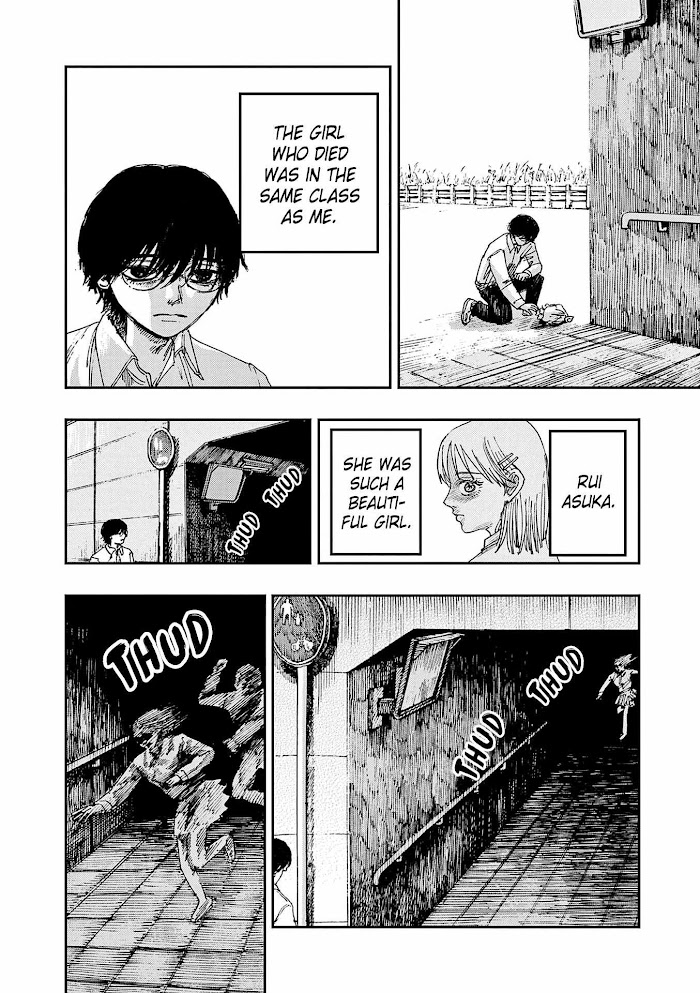 THE GIRL
WHO DIED
WAS IN THE
SAME CLASS
AS ME.
RUI
ASUKA.
SHE WAS
SUCH A
BEAUTI-
FUL GIRL.
THUD
THUD
THUD
THUD
THUD